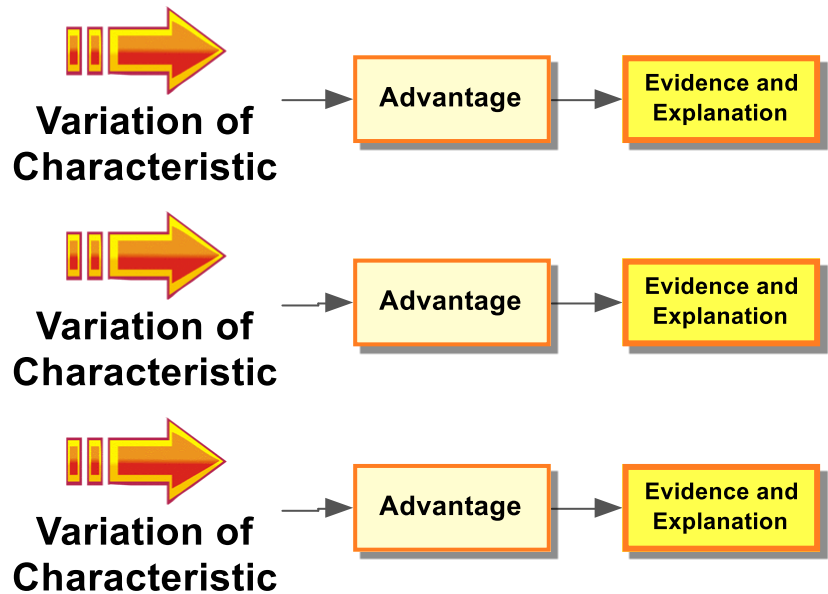 Variation of
Characteristic
Advantage
Evidence and
Explanation
Variation of
Characteristic
Advantage
Evidence and
Explanation
Variation of
Characteristic
Advantage
Evidence and
Explanation